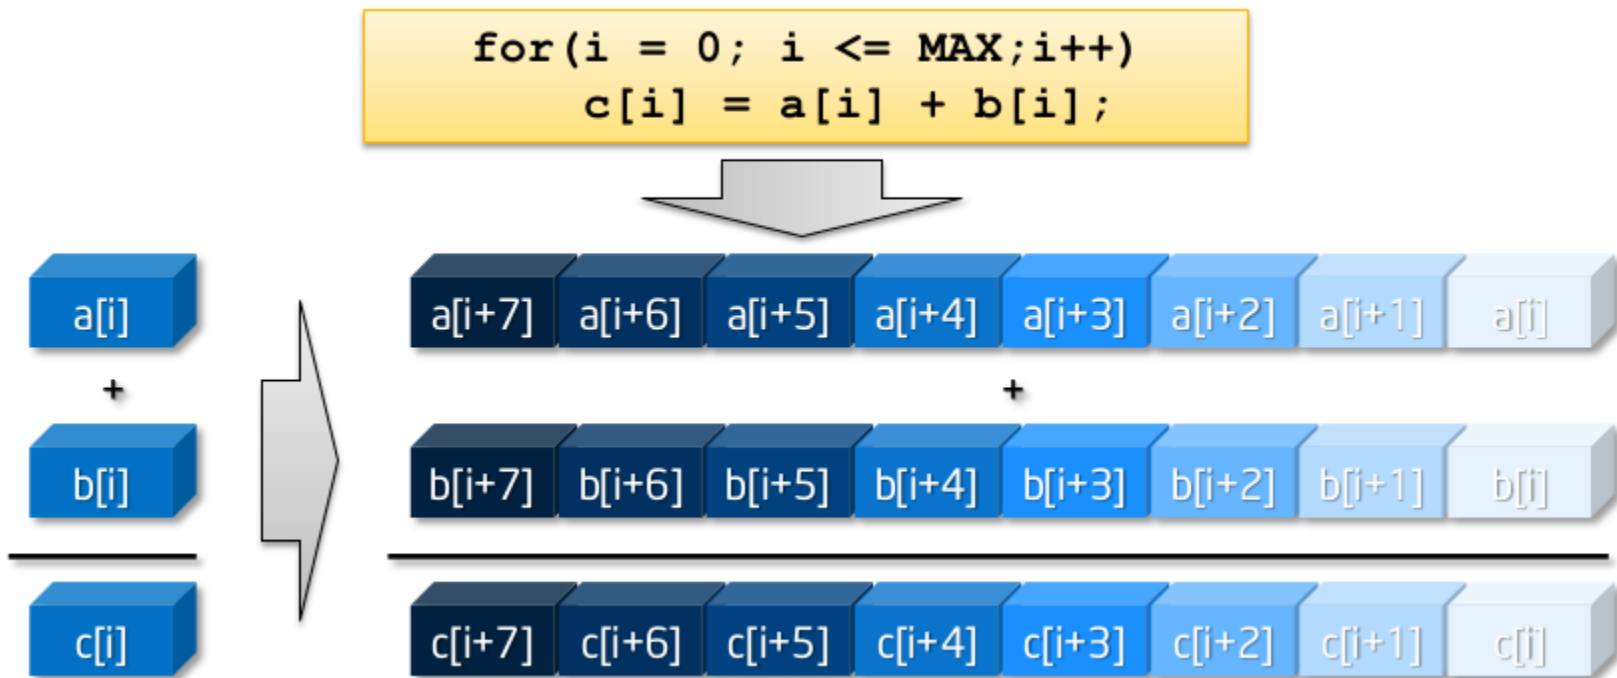 for(i = 0; i <= MAX;i++)
c[i] = a[i] + b[i];
a[i]
a[i+7] a[i+6] a[i+5] a[i+4] a[i+3] a[i+2] a[i+1] a[i]
+
+
b[i]
b[i+7] b[i+6] b[i+5] b[i+4] b[i+3] b[i+2] b[i+1] b[i]
c[i]
c[i+7] c[i+6] c[i+5] c[i+4] c[i+3] c[i+2] c[i+1] c[i]